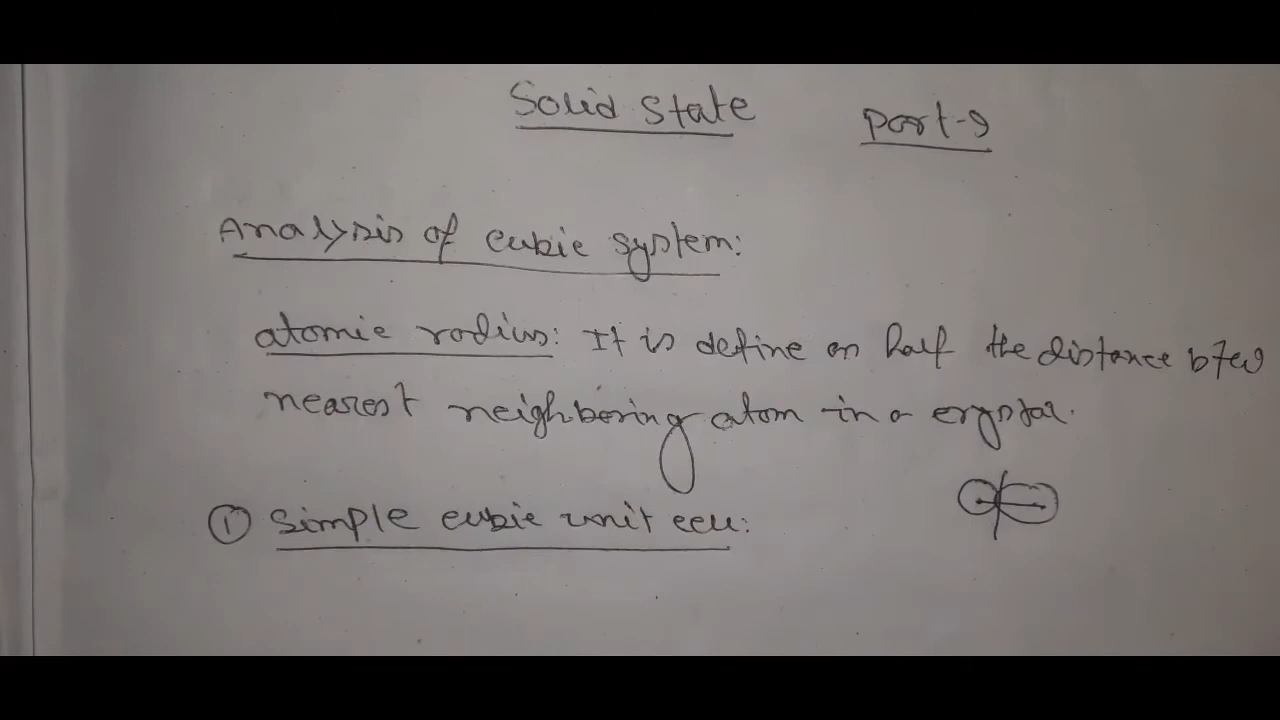 Solid State Part-9
Analysis of cubic system:
atomic radius: It is define as half the distance btw
nearest neighboring atom in a crystal.
① Simple cubic unit cell: